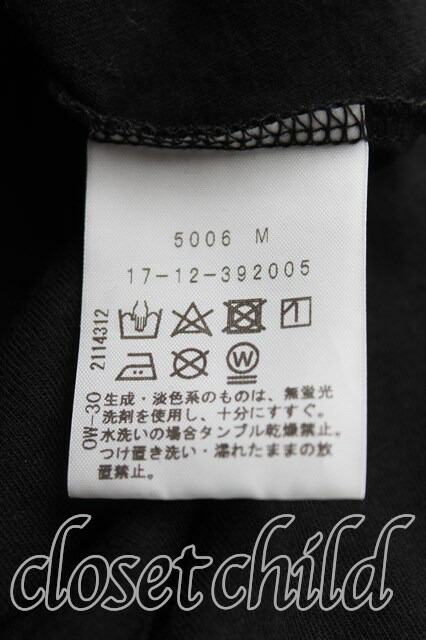 5006 M
17-12-392005
W
OW-30 2114312
生成・淡色系のものは、無蛍光
洗剤を使用し、十分にすすぐ。
水洗いの場合タンブル乾燥禁止。
つけ置き洗い・濡れたままの放
置禁止。
closet child